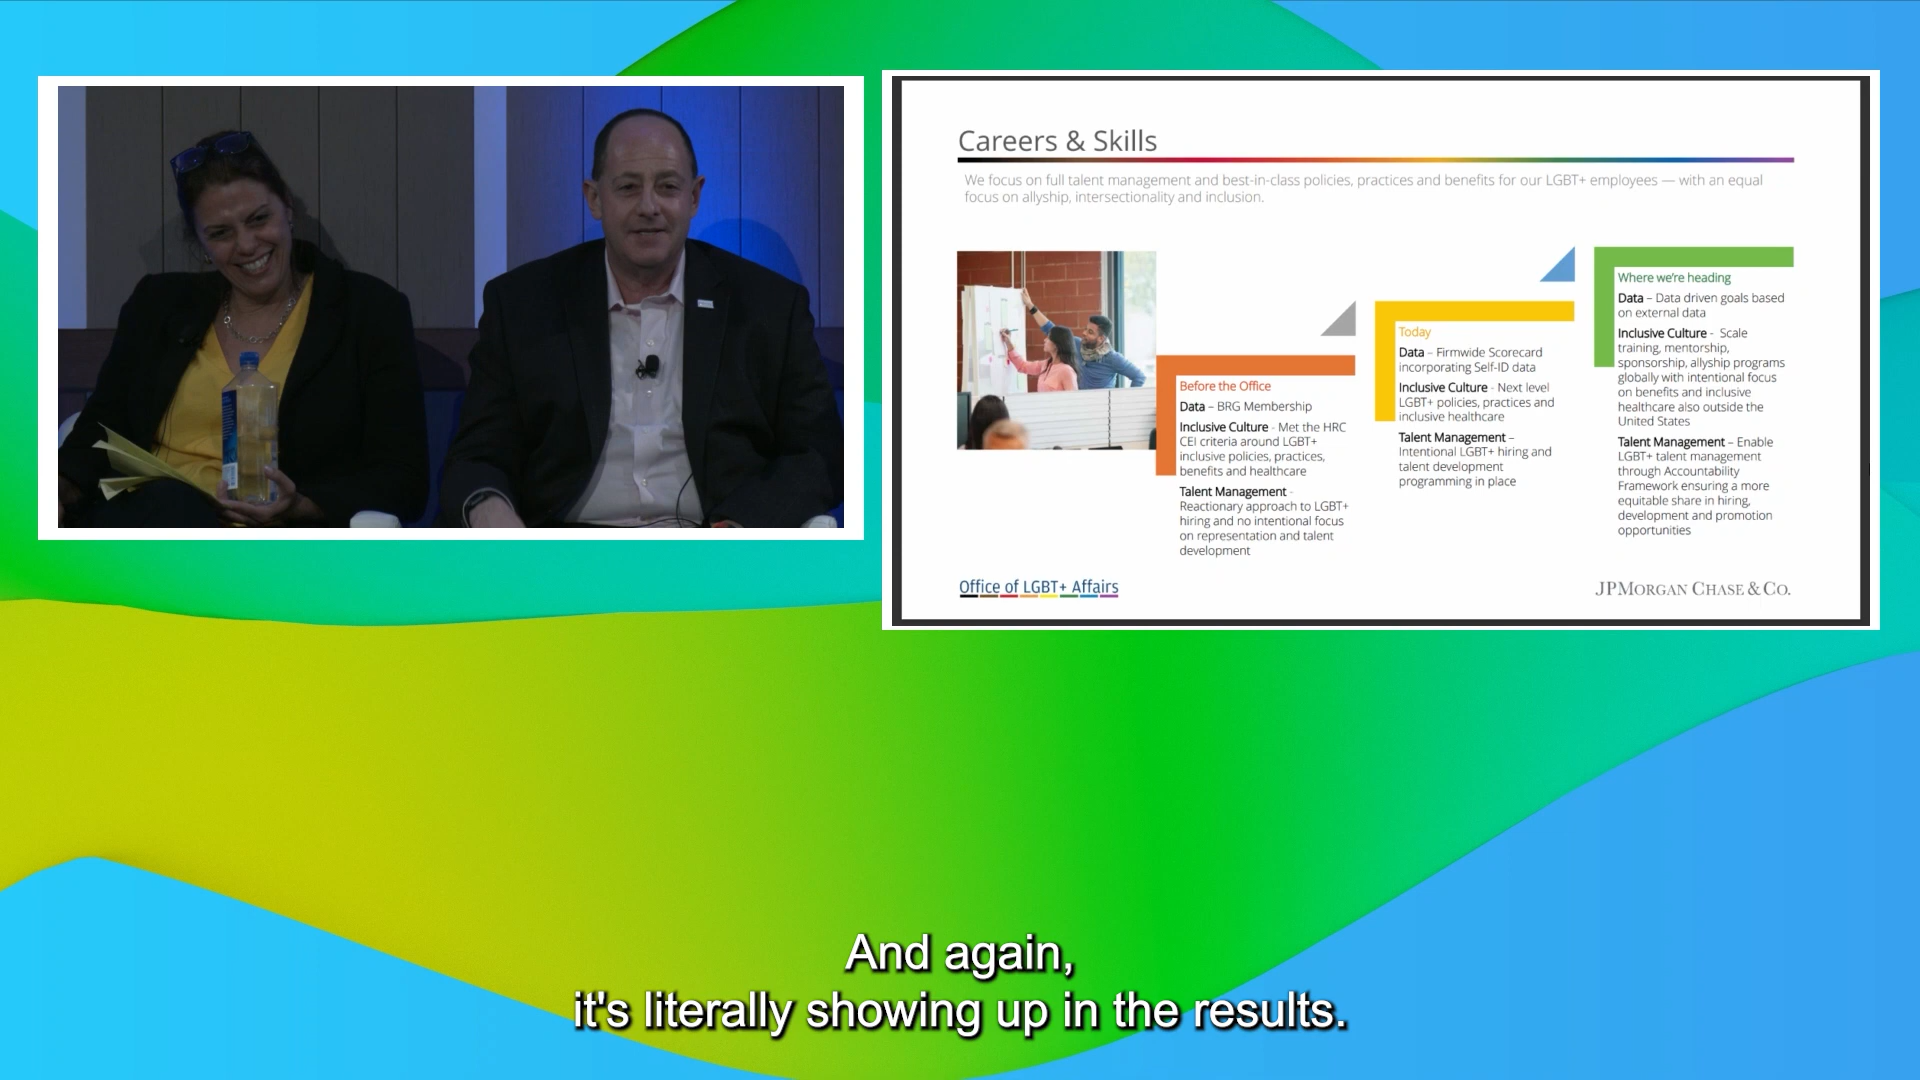 Careers & Skills
We focus on full talent management and best-in-class policies, practices and benefits for our LGBT+ employees — with an equal
focus on allyship, intersectionality and inclusion.
Before the Office
Data – BRG Membership
Inclusive Culture - Met the HRC
CEI criteria around LGBT+
inclusive policies, practices,
benefits and healthcare
Talent Management -
Reactionary approach to LGBT+
hiring and no intentional focus
on representation and talent
development
Today
Data – Firmwide Scorecard
incorporating Self-ID data
Inclusive Culture - Next level
LGBT+ policies, practices and
inclusive healthcare
Talent Management –
Intentional LGBT+ hiring and
talent development
programming in place
Where we're heading
Data – Data driven goals based
on external data
Inclusive Culture - Scale
training, mentorship,
sponsorship, allyship programs
globally with intentional focus
on benefits and inclusive
healthcare also outside the
United States
Talent Management – Enable
LGBT+ talent management
through Accountability
Framework ensuring a more
equitable share in hiring,
development and promotion
opportunities
Office of LGBT+ Affairs
JPMORGAN CHASE & CO.
And again,
it's literally showing up in the results.